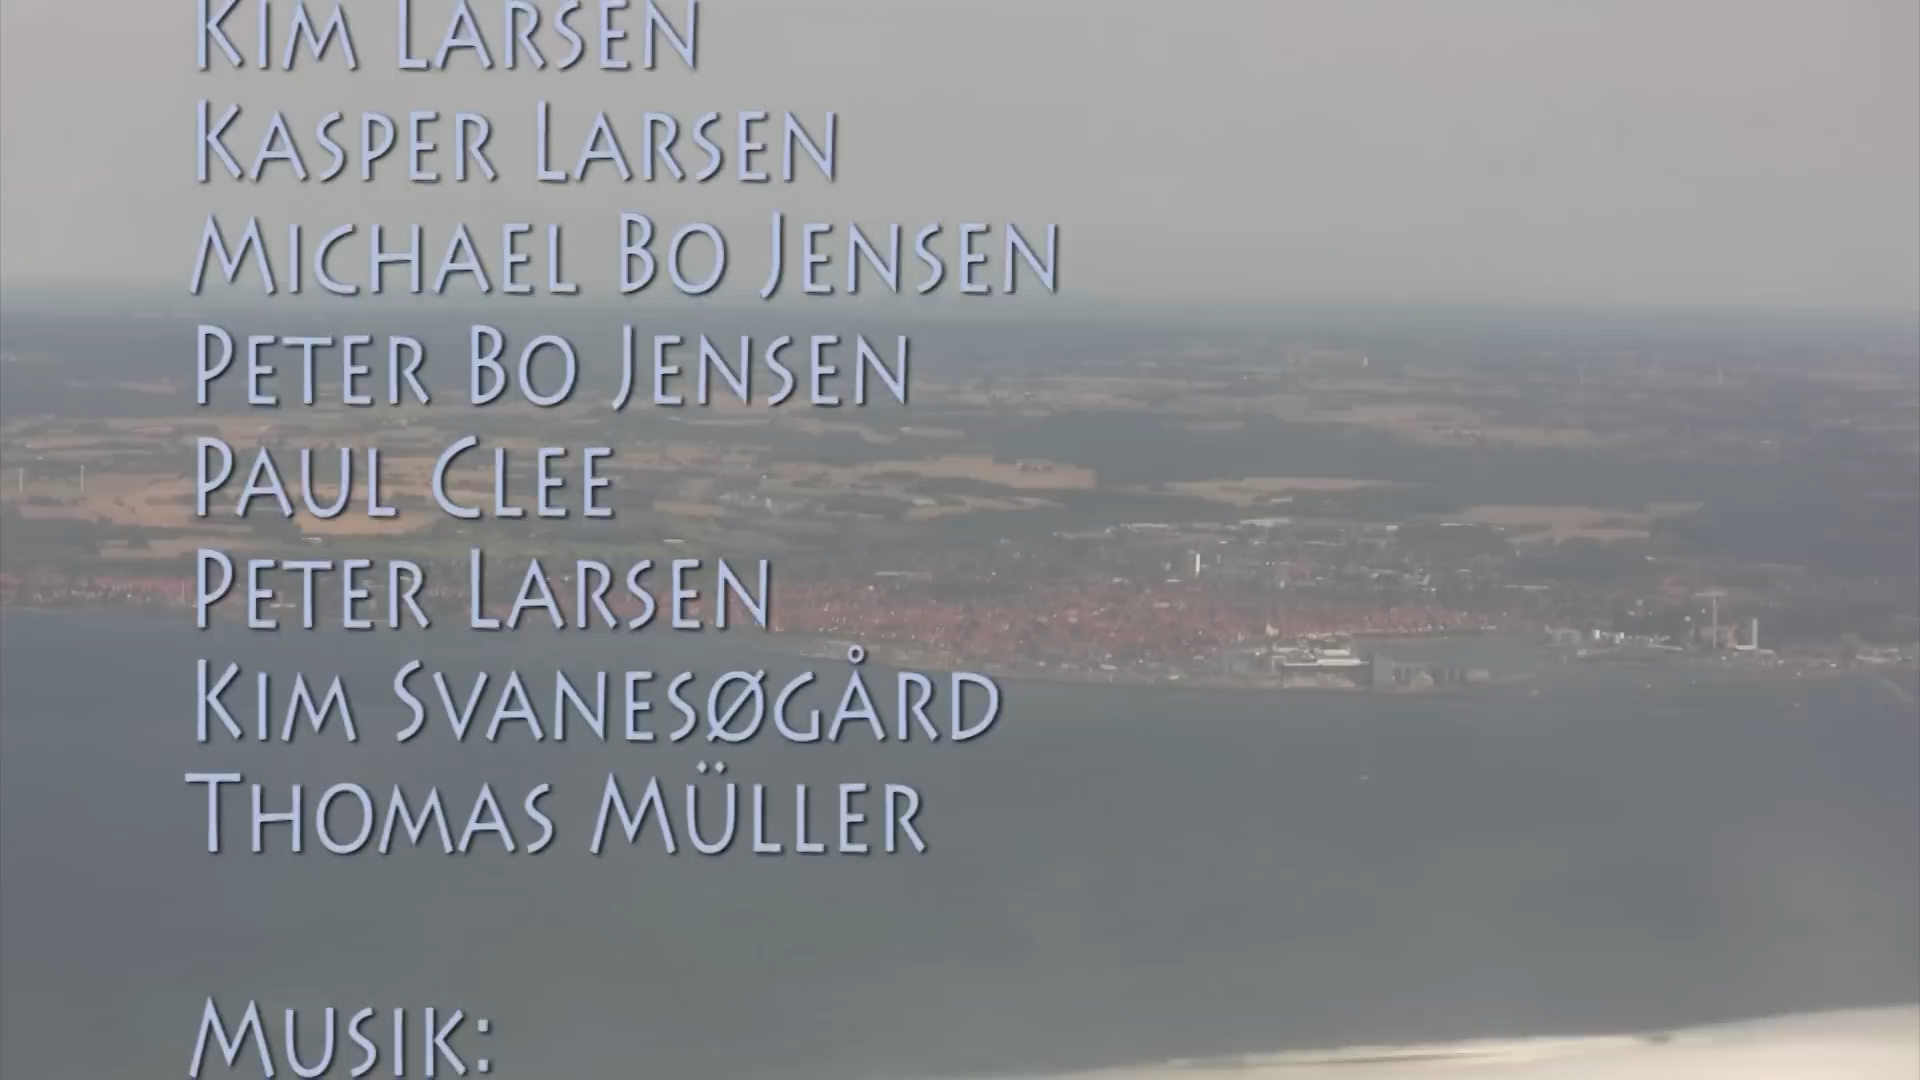 Kim Larsen
Kasper Larsen
Michael Bo Jensen
Peter Bo Jensen
Paul Clee
Peter Larsen
Kim Svanesøgård
Thomas Müller
Musik: